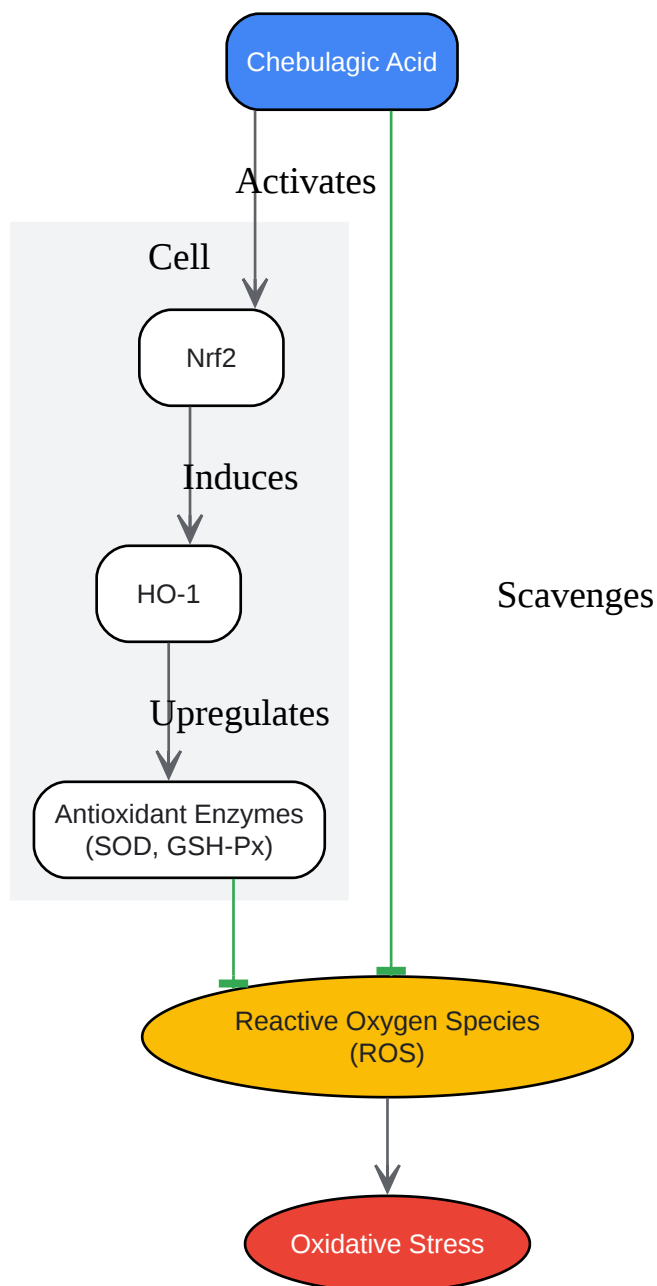 Chebulagic Acid
Activates
Cell
Nrf2
Induces
HO-1
Scavenges
Upregulates
Antioxidant Enzymes
(SOD, GSH-Px)
Reactive Oxygen Species
(ROS)
Oxidative Stress